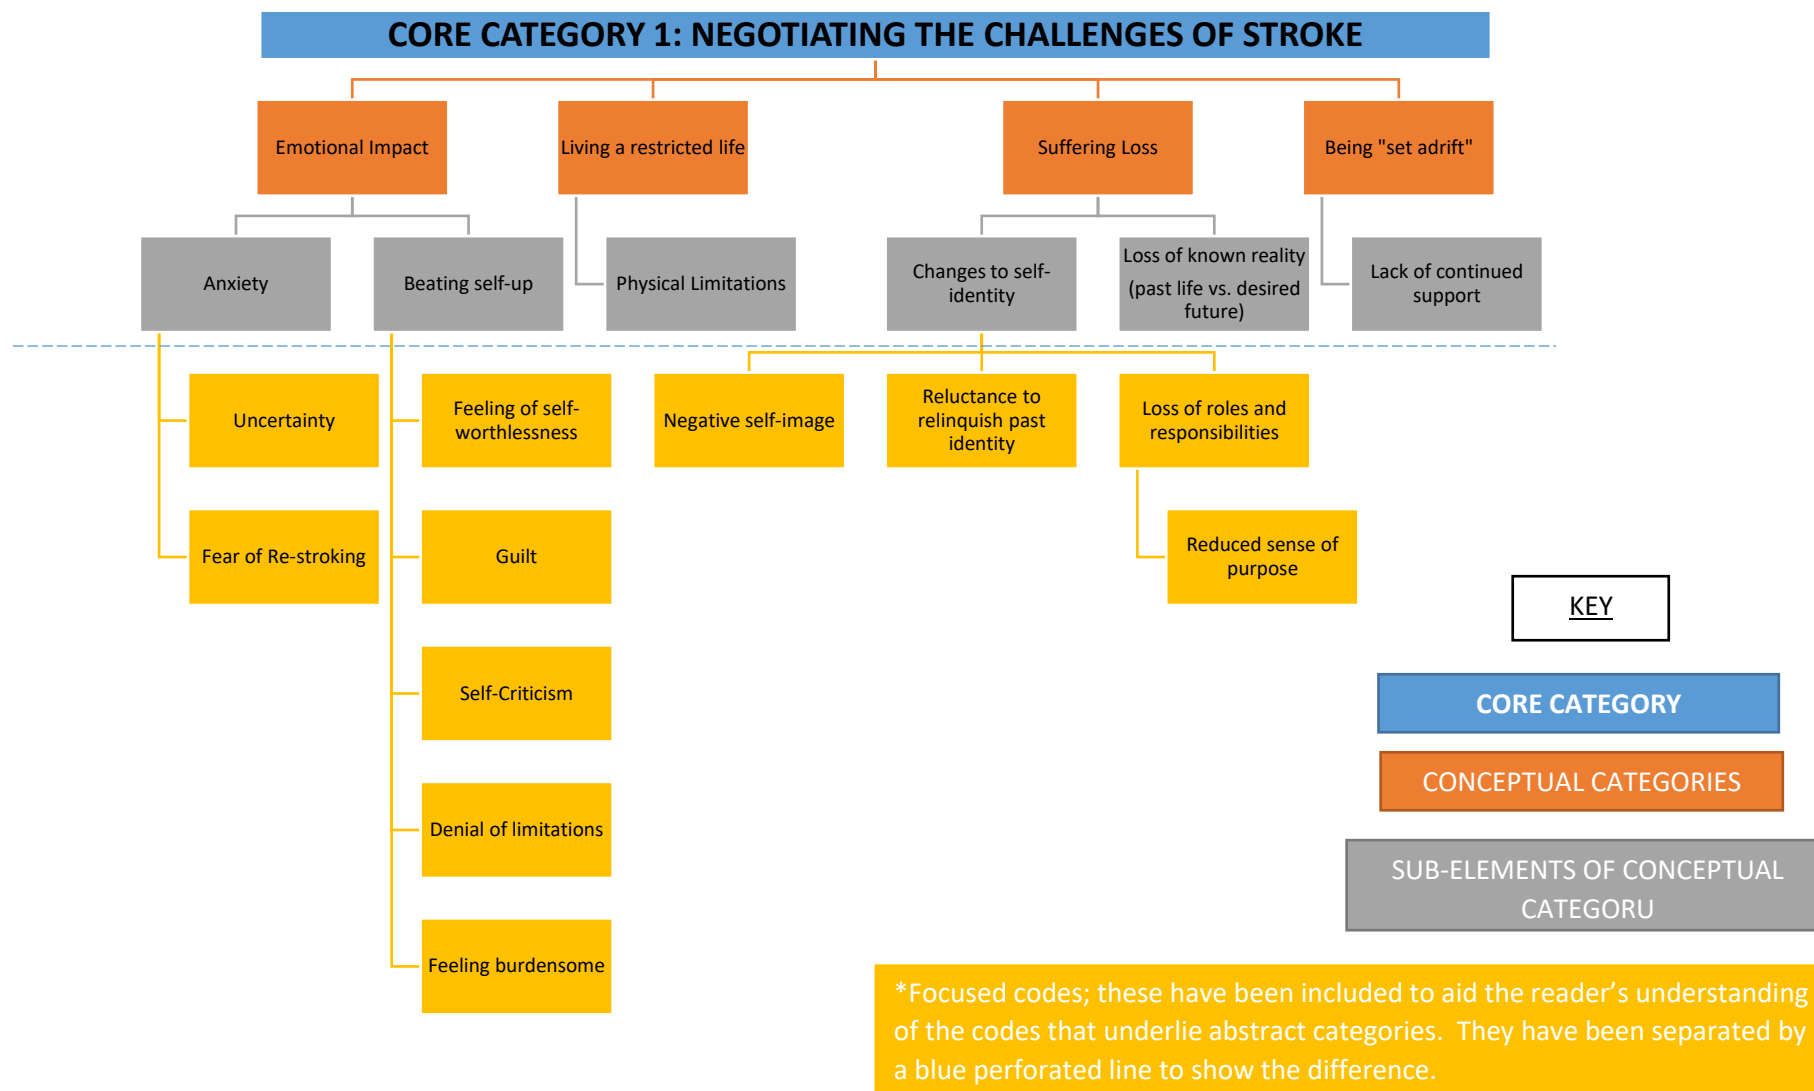 CORE CATEGORY 1: NEGOTIATING THE CHALLENGES OF STROKE
Emotional Impact
Living a restricted life
Suffering Loss
Being "set adrift"
Anxiety
Beating self-up
Physical Limitations
Changes to self-
identity
Loss of known reality
(past life vs. desired
future)
Lack of continued
support
Uncertainty
Feeling of self-
worthlessness
Negative self-image
Reluctance to
relinquish past
identity
Loss of roles and
responsibilities
Fear of Re-stroking
Guilt
Reduced sense of
purpose
Self-Criticism
Denial of limitations
Feeling burdensome
KEY
CORE CATEGORY
CONCEPTUAL CATEGORIES
SUB-ELEMENTS OF CONCEPTUAL
CATEGORU
*Focused codes; these have been included to aid the reader’s understanding
of the codes that underlie abstract categories.  They have been separated by
a blue perforated line to show the difference.